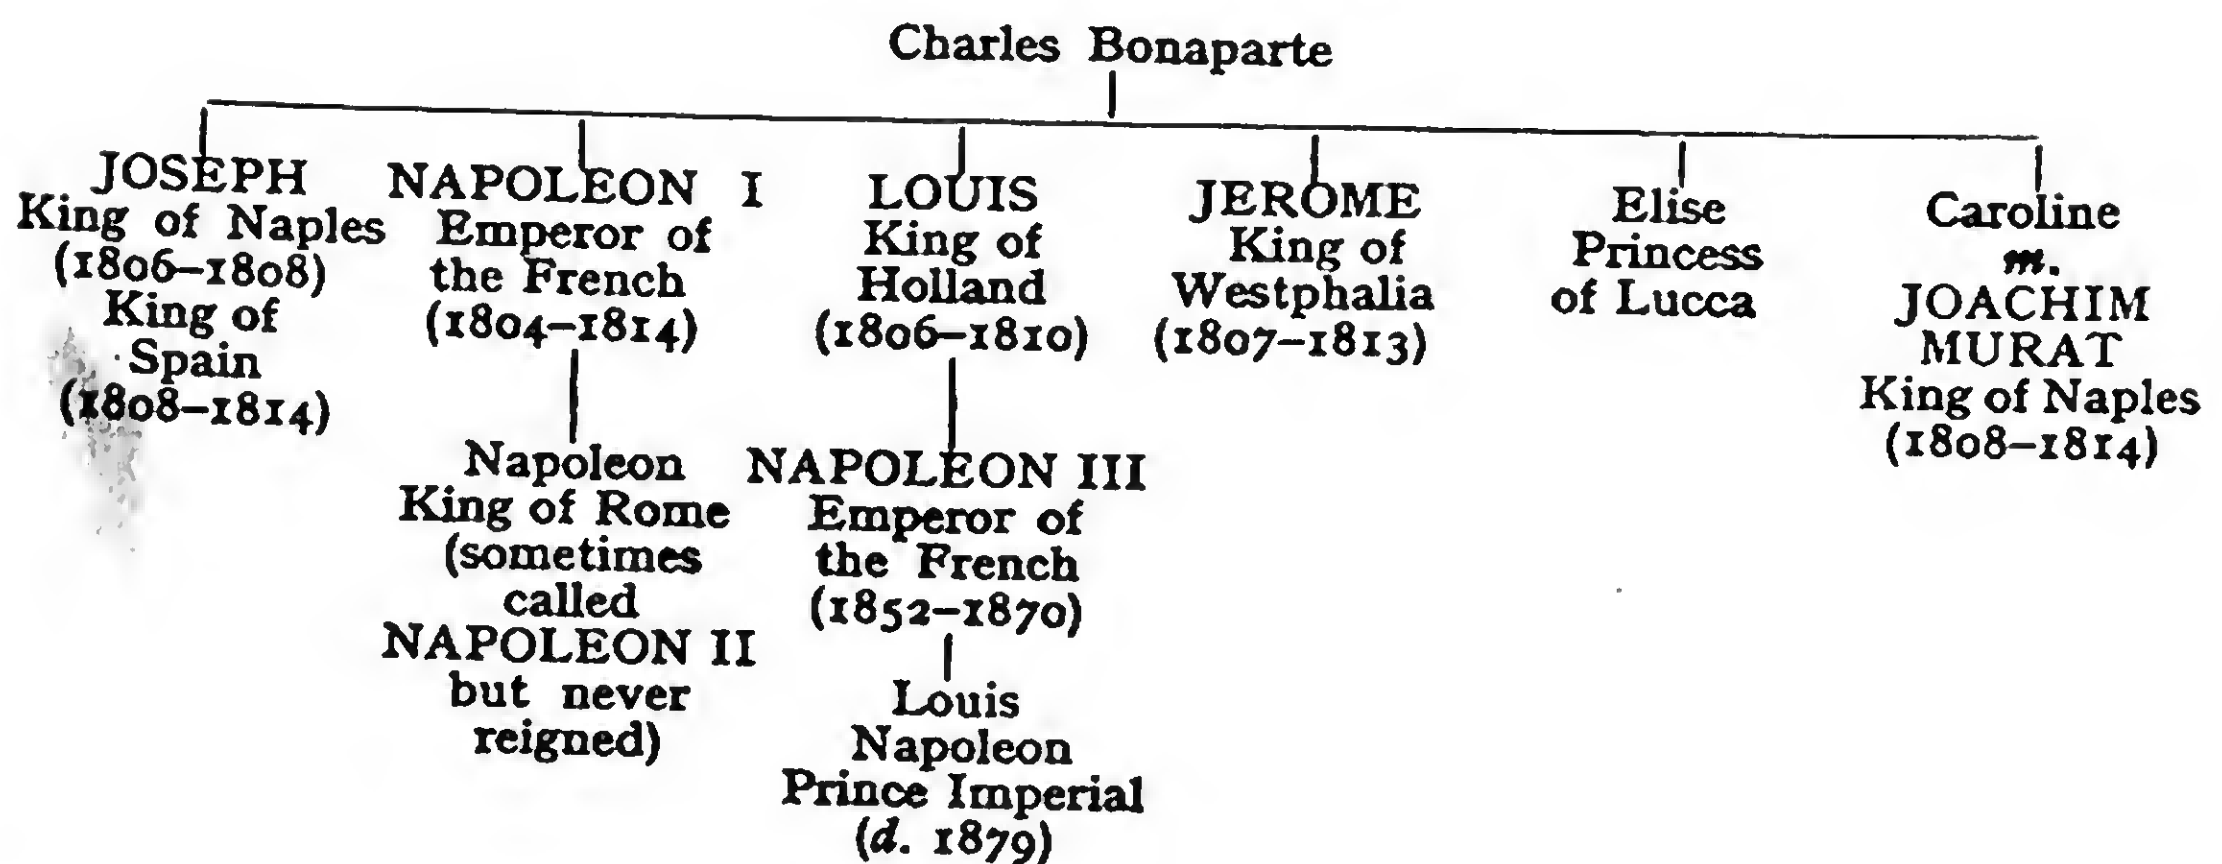 Charles Bonaparte
JOSEPH
King of Naples
(1806–1808)
King of
Spain
(1808–1814)
NAPOLEON I
Emperor of
the French
(1804–1814)
Napoleon
King of Rome
(sometimes
called
NAPOLEON II
but never
reigned)
LOUIS
King of
Holland
(1806–1810)
NAPOLEON III
Emperor of
the French
(1852–1870)
Louis
Napoleon
Prince Imperial
(d. 1879)
JEROME
King of
Westphalia
(1807–1813)
Elise
Princess
of Lucca
Caroline
m.
JOACHIM
MURAT
King of Naples
(1808–1814)